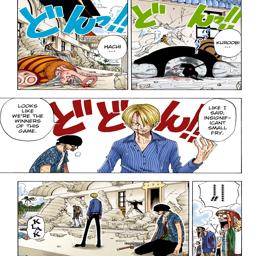 どんっ!!
HACHI
...
ど んっ!!
KUROOBI
...
LOOKS
LIKE
WE'RE THE
WINNERS
OF THIS
GAME.
どどんっ!!
LIKE I
SAID,
INSIGNIF-
ICANT
SMALL
FRY.
!!